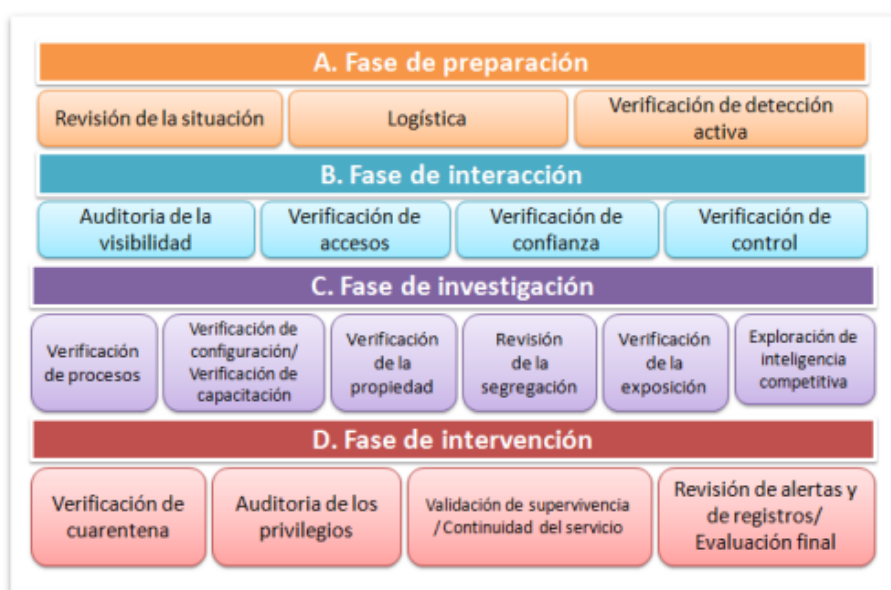 A. Fase de preparación
Revisión de la situación
Logística
Verificación de detección
activa
B. Fase de interacción
Auditoria de la
visibilidad
Verificación de
accesos
Verificación de
confianza
Verificación de
control
C. Fase de investigación
Verificación
de procesos
Verificación de
configuración/
Verificación de
capacitación
Verificación
de la
propiedad
Revisión
de la
segregación
Verificación
de la
exposición
Exploración de
inteligencia
competitiva
D. Fase de intervención
Verificación de
cuarentena
Auditoria de los
privilegios
Validación de supervivencia
/Continuidad del servicio
Revisión de alertas y
de registros/
Evaluación final